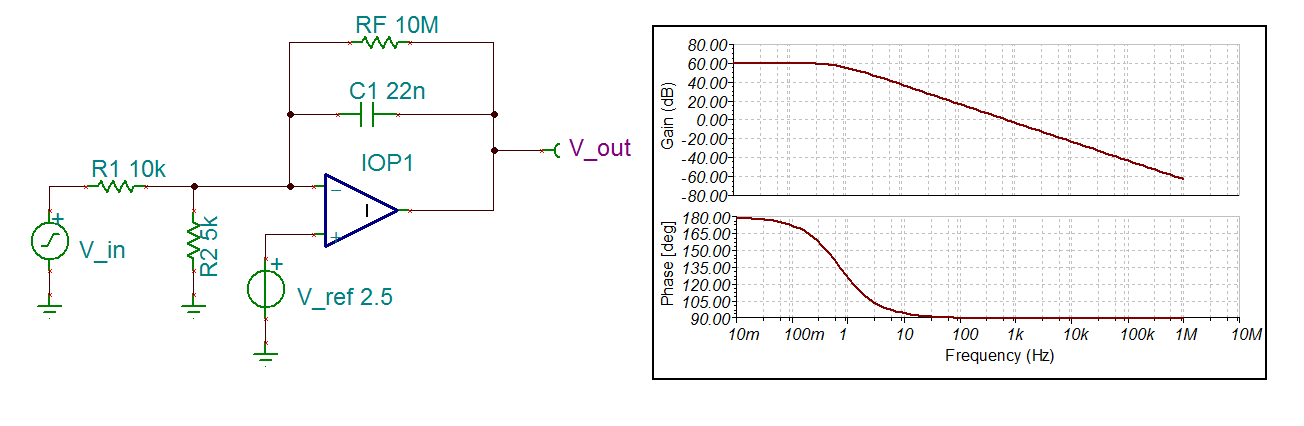 RF 10M
C1 22n
R1 10k
IOP1
V_out
−
+
I
+
V_in
R2 5k
+
V_ref 2.5
80.00
60.00
40.00
20.00
0.00
-20.00
-40.00
-60.00
-80.00
Gain (dB)
180.00
165.00
150.00
135.00
120.00
105.00
90.00
Phase [deg]
10m 100m 1 10 100 1k 10k 100k 1M 10M
Frequency (Hz)